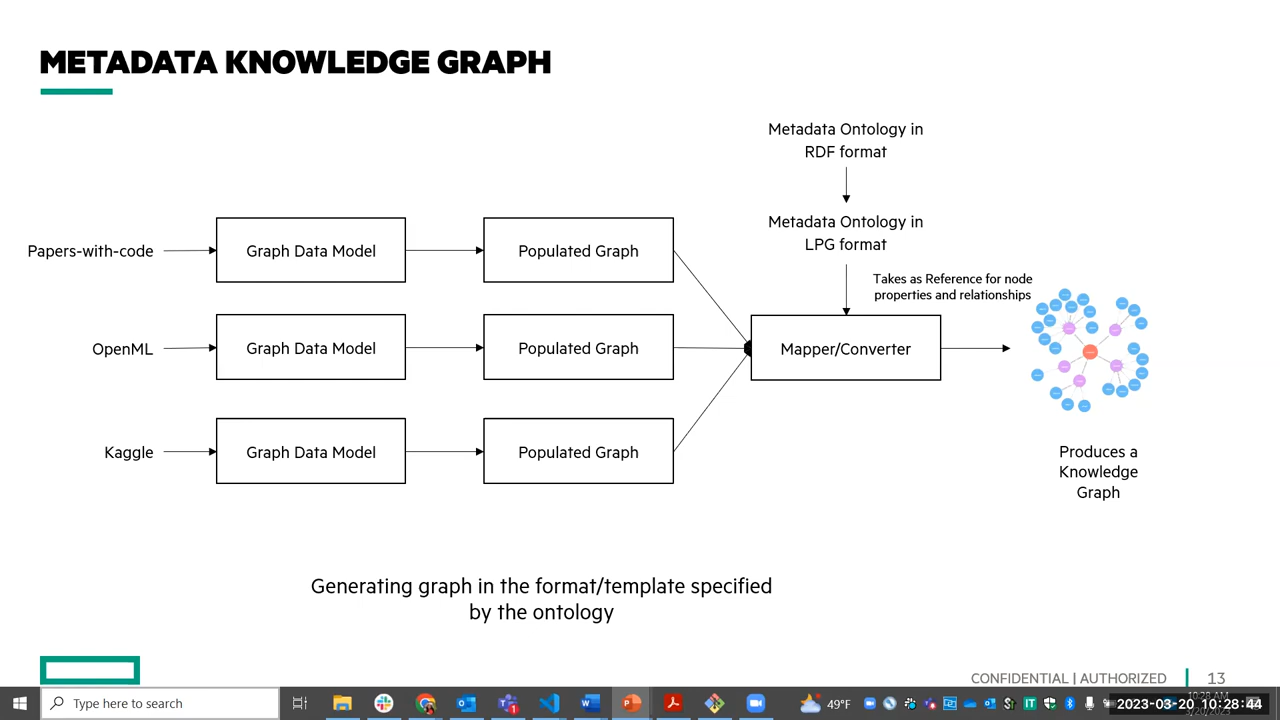 METADATA KNOWLEDGE GRAPH
Metadata Ontology in
RDF format
Metadata Ontology in
LPG format
Takes as Reference for node
properties and relationships
Papers-with-code
Graph Data Model
Populated Graph
OpenML
Graph Data Model
Populated Graph
Mapper/Converter
Kaggle
Graph Data Model
Populated Graph
Produces a
Knowledge
Graph
Generating graph in the format/template specified
by the ontology
CONFIDENTIAL | AUTHORIZED
13
Type here to search
49°F
10:28 AM
2023-03-20 10:28:44